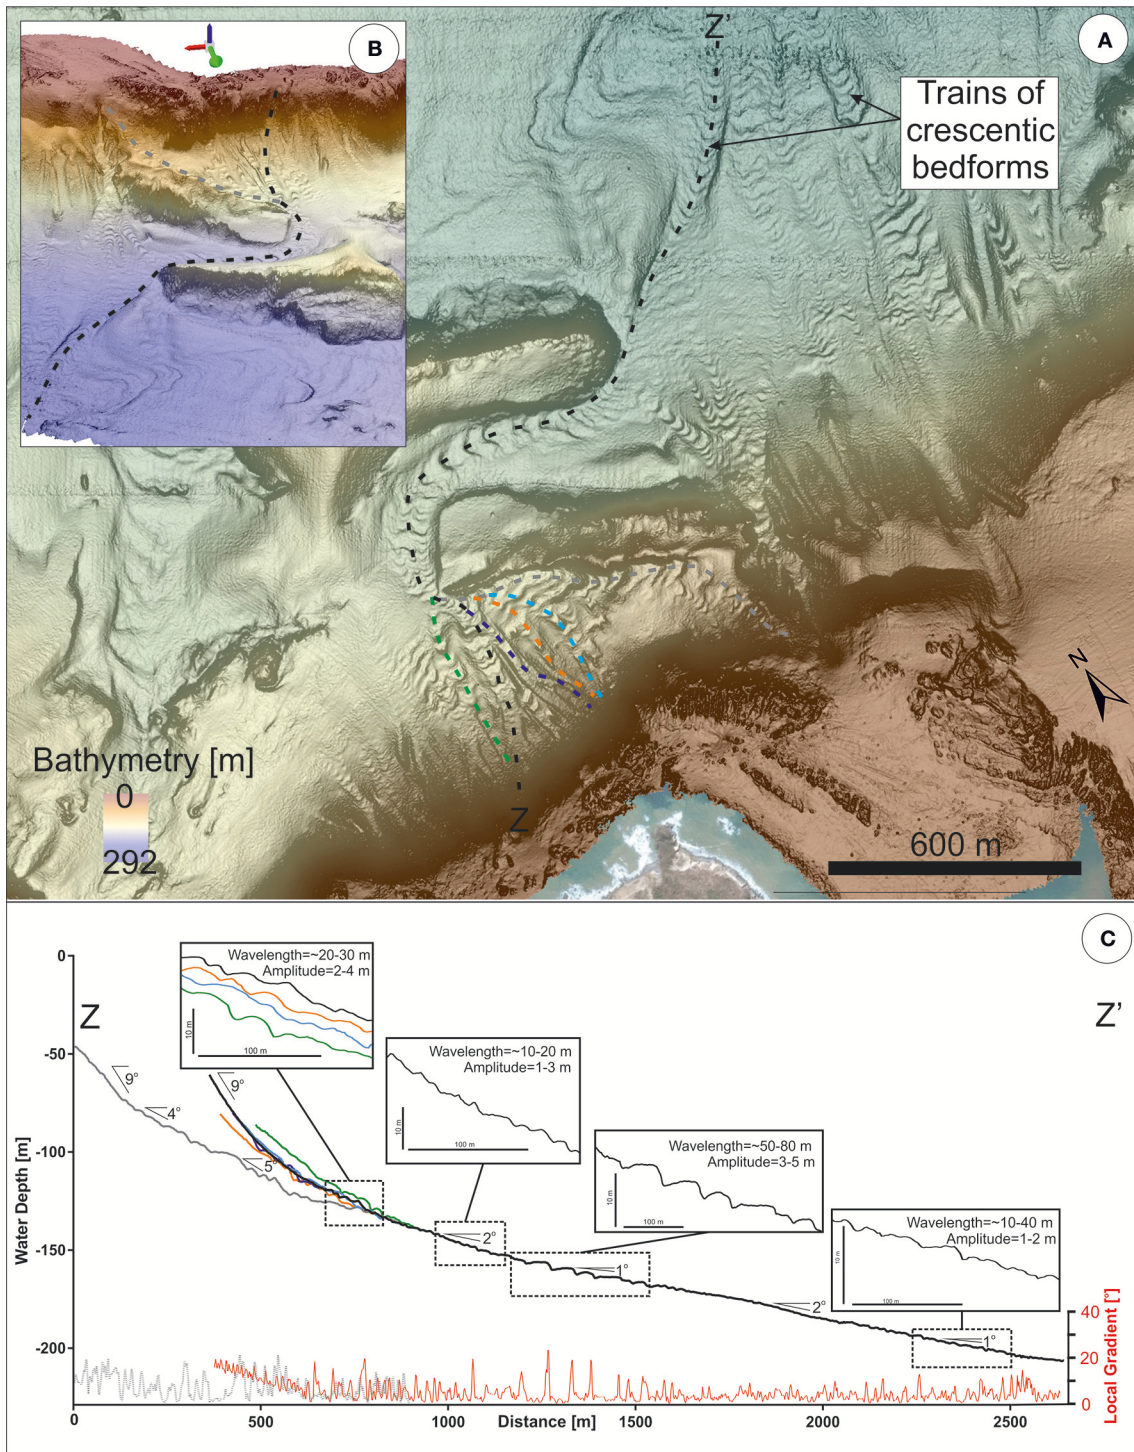 B
A
Z'
Trains of
crescentic
bedforms
N
Bathymetry [m]
0
292
Z
600 m
C
0
-50
-100
-150
-200
Water Depth [m]
Z
Z'
Wavelength=~20-30 m
Amplitude=2-4 m
10 m
100 m
Wavelength=~10-20 m
Amplitude=1-3 m
10 m
100 m
Wavelength=~50-80 m
Amplitude=3-5 m
10 m
100 m
Wavelength=~10-40 m
Amplitude=1-2 m
10 m
100 m
9°
4°
5°
9°
2°
1°
2°
1°
40
20
0
Local Gradient [°]
0
500
1000
1500
2000
2500
Distance [m]